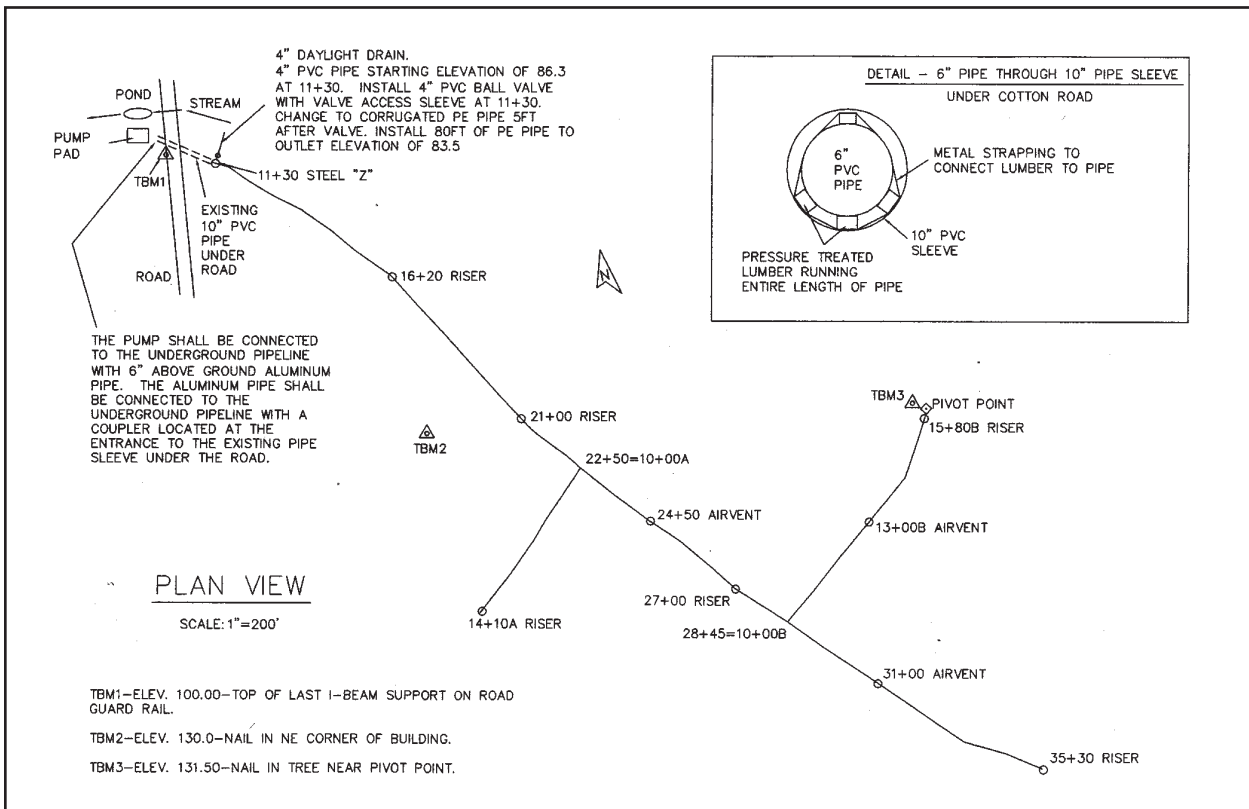 4" DAYLIGHT DRAIN.
4" PVC PIPE STARTING ELEVATION OF 86.3
AT 11+30. INSTALL 4" PVC BALL VALVE
WITH VALVE ACCESS SLEEVE AT 11+30.
CHANGE TO CORRUGATED PE PIPE 5FT
AFTER VALVE. INSTALL 80FT OF PE PIPE TO
OUTLET ELEVATION OF 83.5
POND
STREAM
PUMP
PAD
TBM1
11+30 STEEL "Z"
EXISTING
10" PVC
PIPE
UNDER
ROAD
ROAD
THE PUMP SHALL BE CONNECTED
TO THE UNDERGROUND PIPELINE
WITH 6" ABOVE GROUND ALUMINUM
PIPE. THE ALUMINUM PIPE SHALL
BE CONNECTED TO THE
UNDERGROUND PIPELINE WITH A
COUPLER LOCATED AT THE
ENTRANCE TO THE EXISTING PIPE
SLEEVE UNDER THE ROAD.
DETAIL - 6" PIPE THROUGH 10" PIPE SLEEVE
UNDER COTTON ROAD
6"
PVC
PIPE
METAL STRAPPING TO
CONNECT LUMBER TO PIPE
10" PVC
SLEEVE
PRESSURE TREATED
LUMBER RUNNING
ENTIRE LENGTH OF PIPE
N
16+20 RISER
21+00 RISER
TBM2
22+50=10+00A
24+50 AIRVENT
14+10A RISER
27+00 RISER
28+45=10+00B
TBM3
PIVOT POINT
15+80B RISER
13+00B AIRVENT
31+00 AIRVENT
35+30 RISER
PLAN VIEW
SCALE: 1"=200'
TBM1-ELEV. 100.00-TOP OF LAST I-BEAM SUPPORT ON ROAD
GUARD RAIL.
TBM2-ELEV. 130.0-NAIL IN NE CORNER OF BUILDING.
TBM3-ELEV. 131.50-NAIL IN TREE NEAR PIVOT POINT.